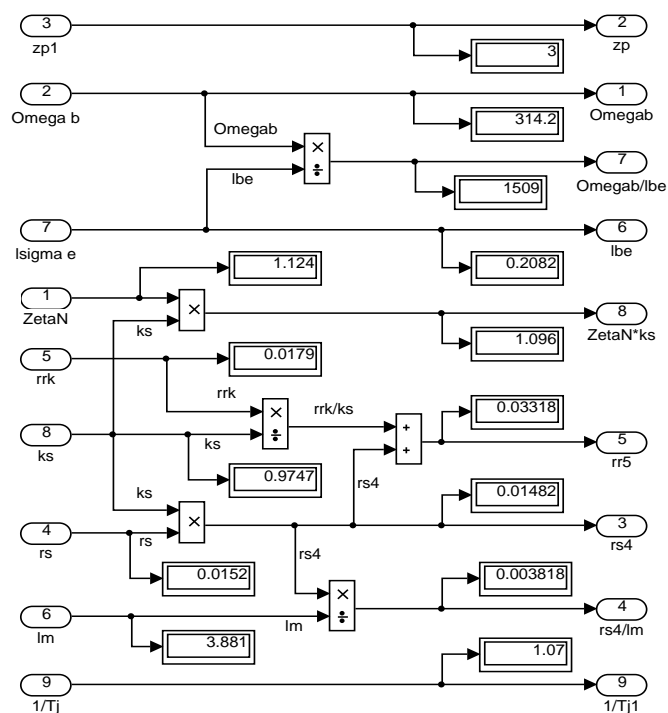 3
zp1
3
2
zp
2
Omega b
314.2
1
Omegab
Omegab
×
÷
lbe
1509
7
Omegab/lbe
7
lsigma e
0.2082
6
lbe
1.124
1
ZetaN
ks
×
1.096
8
ZetaN*ks
5
rrk
0.0179
rrk
×
÷
rrk/ks
+
+
0.03318
5
rr5
8
ks
ks
0.9747
rs4
ks
rs
×
0.01482
3
rs4
4
rs
0.0152
rs4
×
÷
0.003818
4
rs4/lm
6
lm
lm
3.881
9
1/Tj
1.07
9
1/Tj1